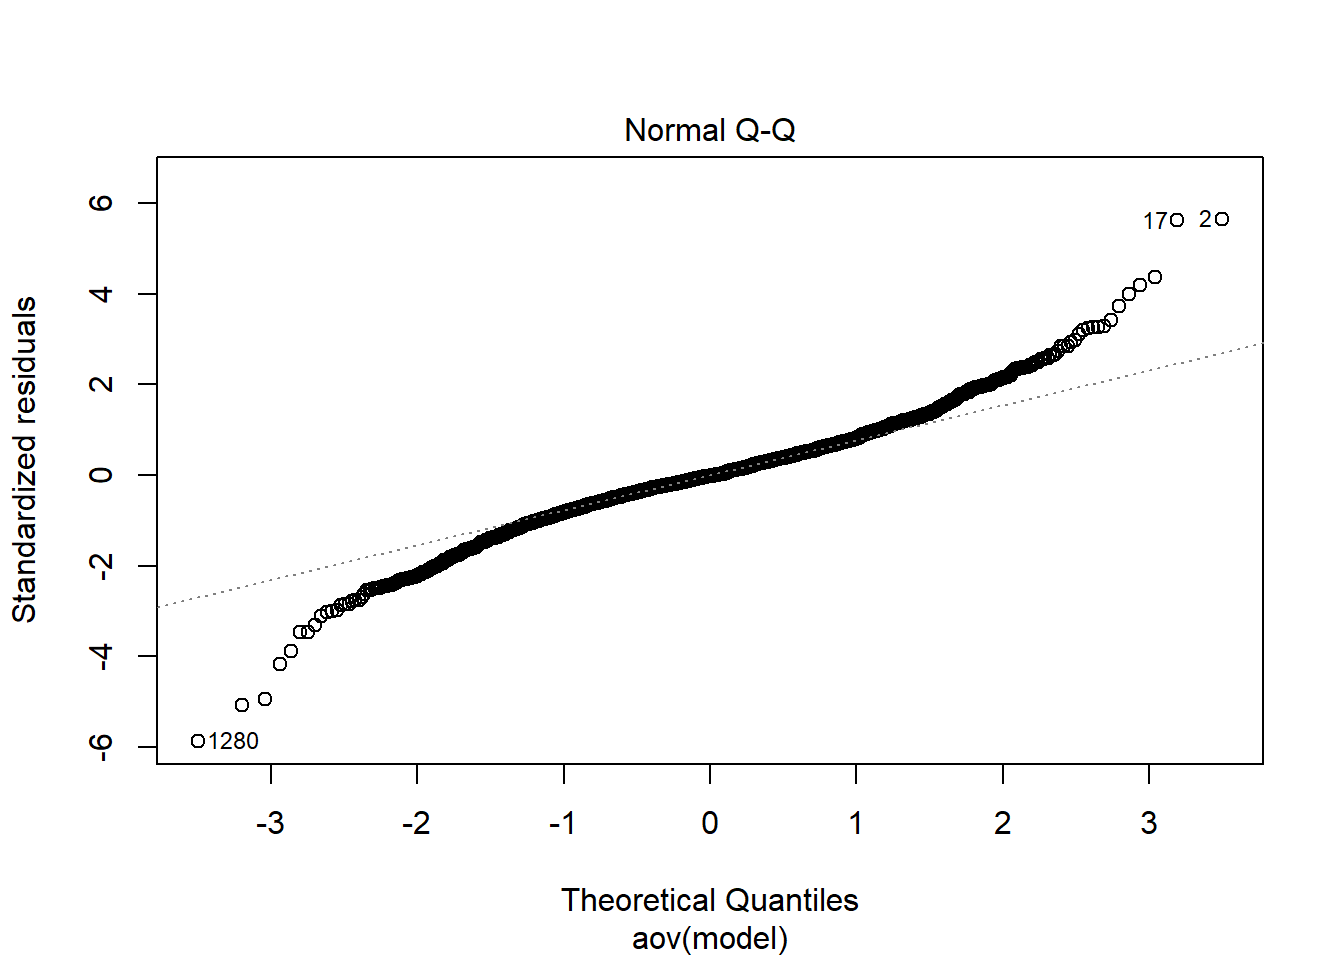 Normal Q-Q
Standardized residuals
6
4
2
0
-2
-4
-6
17
2
1280
-3 -2 -1 0 1 2 3
Theoretical Quantiles
aov(model)